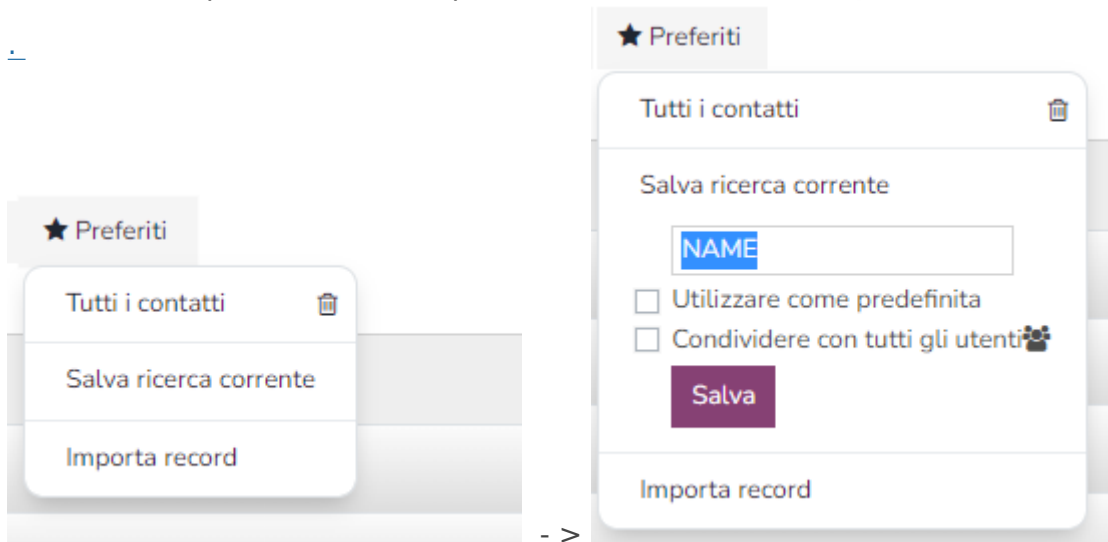 .
Preferiti
Tutti i contatti
Salva ricerca corrente
Importa record
- >
Preferiti
Tutti i contatti
Salva ricerca corrente
NAME
Utilizzare come predefinita
Condividere con tutti gli utenti
Salva
Importa record